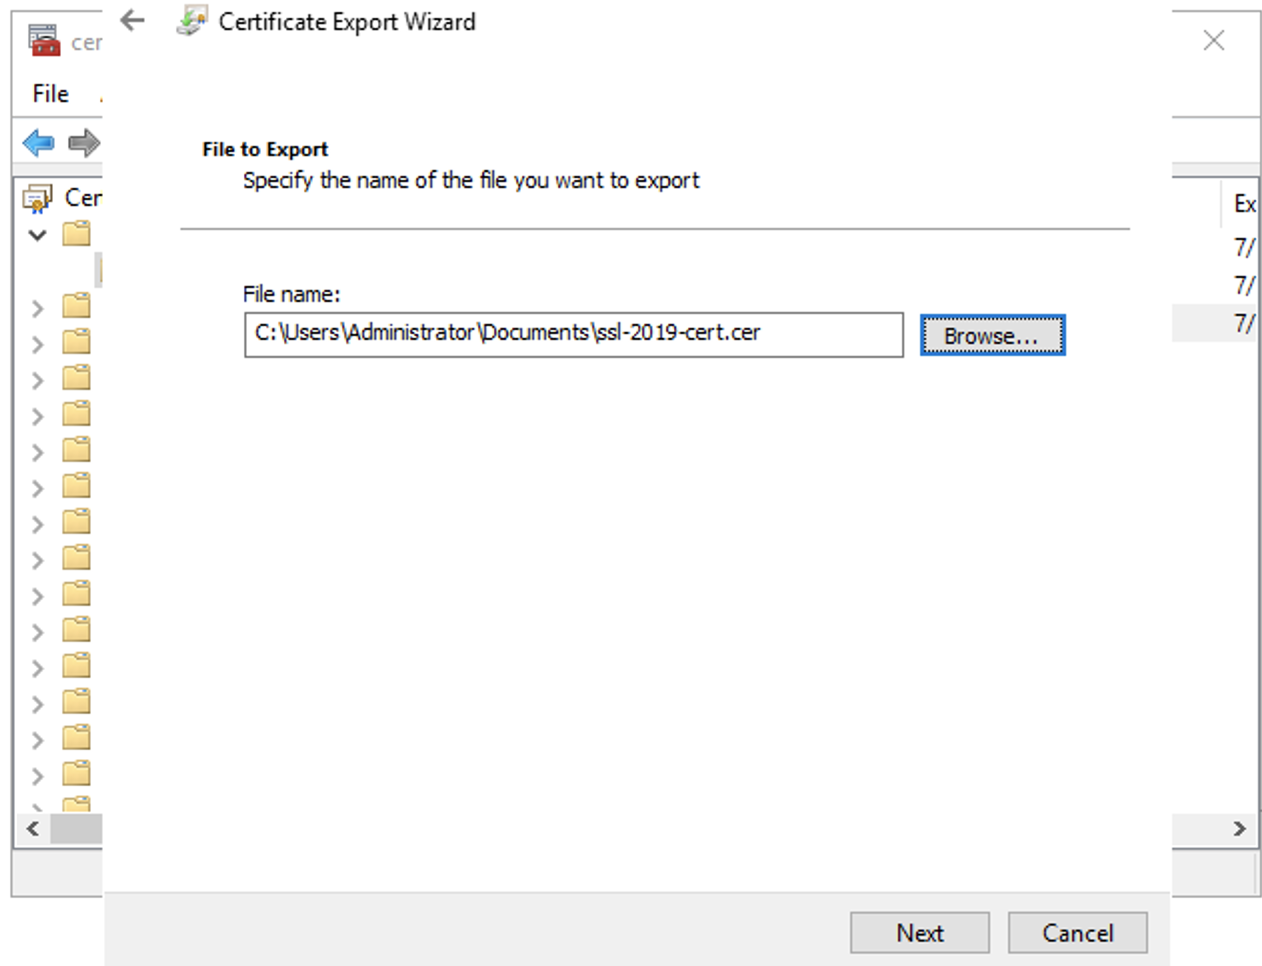 Certificate Export Wizard
cer
File
Cer
File to Export
Specify the name of the file you want to export
Ex
7/
7/
7/
File name:
C:\Users\Administrator\Documents\ssl-2019-cert.cer
Browse...
Next
Cancel